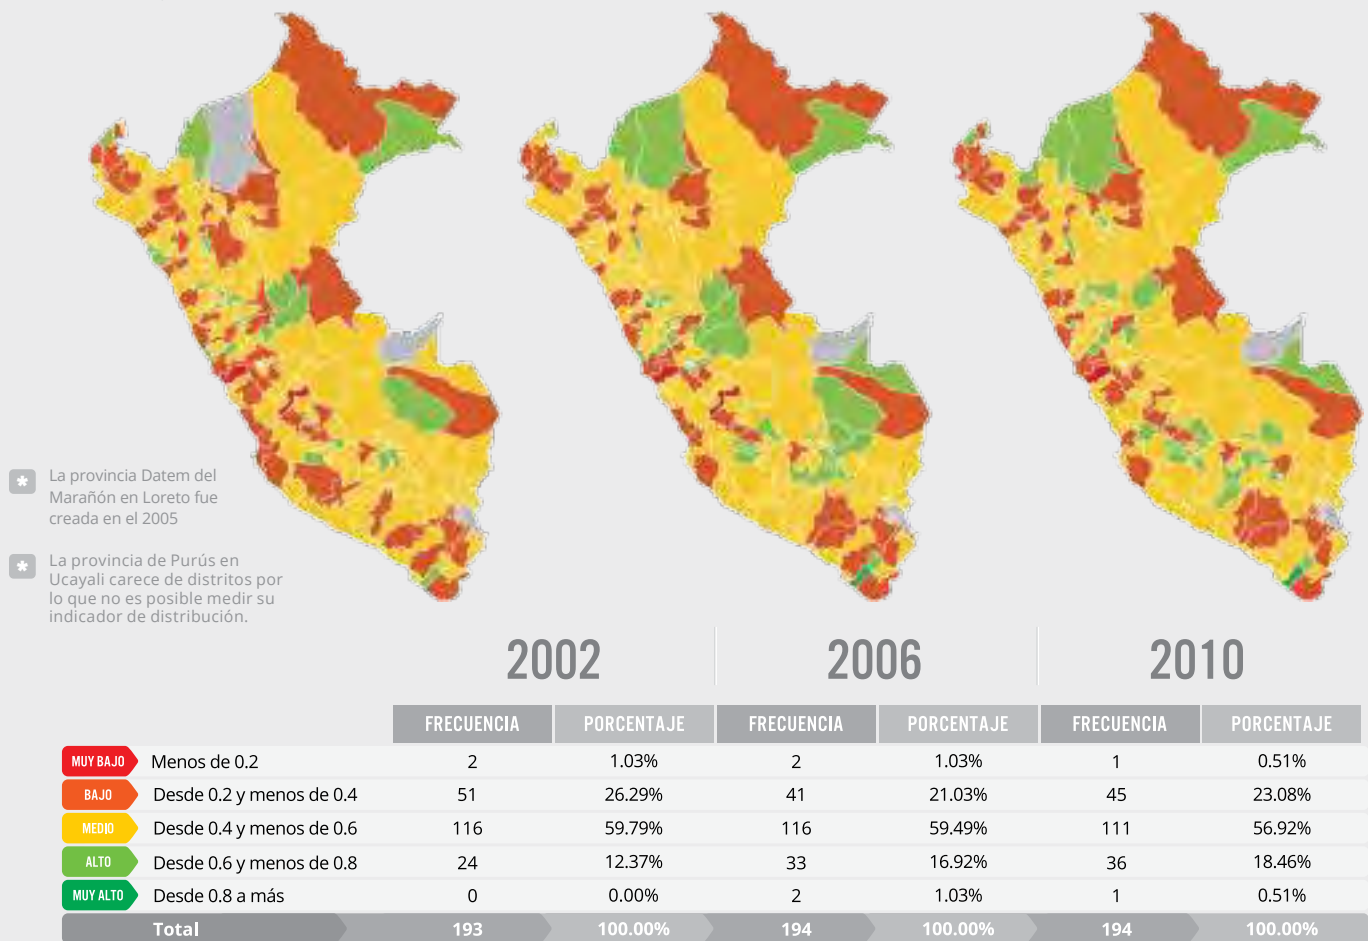 *
La provincia Datem del
Marañón en Loreto fue
creada en el 2005
*
La provincia de Purús en
Ucayali carece de distritos por
lo que no es posible medir su
indicador de distribución.
2002 2006 2010
FRECUENCIA PORCENTAJE FRECUENCIA PORCENTAJE FRECUENCIA PORCENTAJE
MUY BAJO Menos de 0.2 2 1.03% 2 1.03% 1 0.51%
BAJO Desde 0.2 y menos de 0.4 51 26.29% 41 21.03% 45 23.08%
MEDIO Desde 0.4 y menos de 0.6 116 59.79% 116 59.49% 111 56.92%
ALTO Desde 0.6 y menos de 0.8 24 12.37% 33 16.92% 36 18.46%
MUY ALTO Desde 0.8 a más 0 0.00% 2 1.03% 1 0.51%
Total 193 100.00% 194 100.00% 194 100.00%